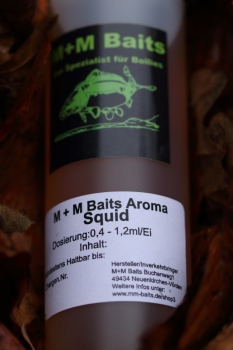 M+M Baits
Spezialist für Boilies
M + M Baits Aroma
Squid
Dosierung:0,4 - 1,2ml/Ei
Inhalt:
Haltbar bis:
Hersteller/Inverkehrbringer
M+M Baits Buchenweg1
49434 Neuenkirchen-Vörden
Weitere Infos unter:
www.mm-baits.de/shop3